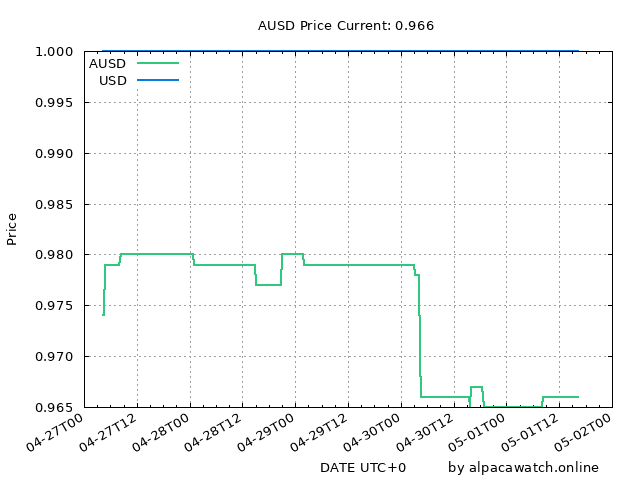 AUSD Price Current: 0.966
1.000
0.995
0.990
0.985
0.980
0.975
0.970
0.965
Price
AUSD
USD
04-27T00
04-27T12
04-28T00
04-28T12
04-29T00
04-29T12
04-30T00
04-30T12
05-01T00
05-01T12
05-02T00
DATE UTC+0 by alpacawatch.online